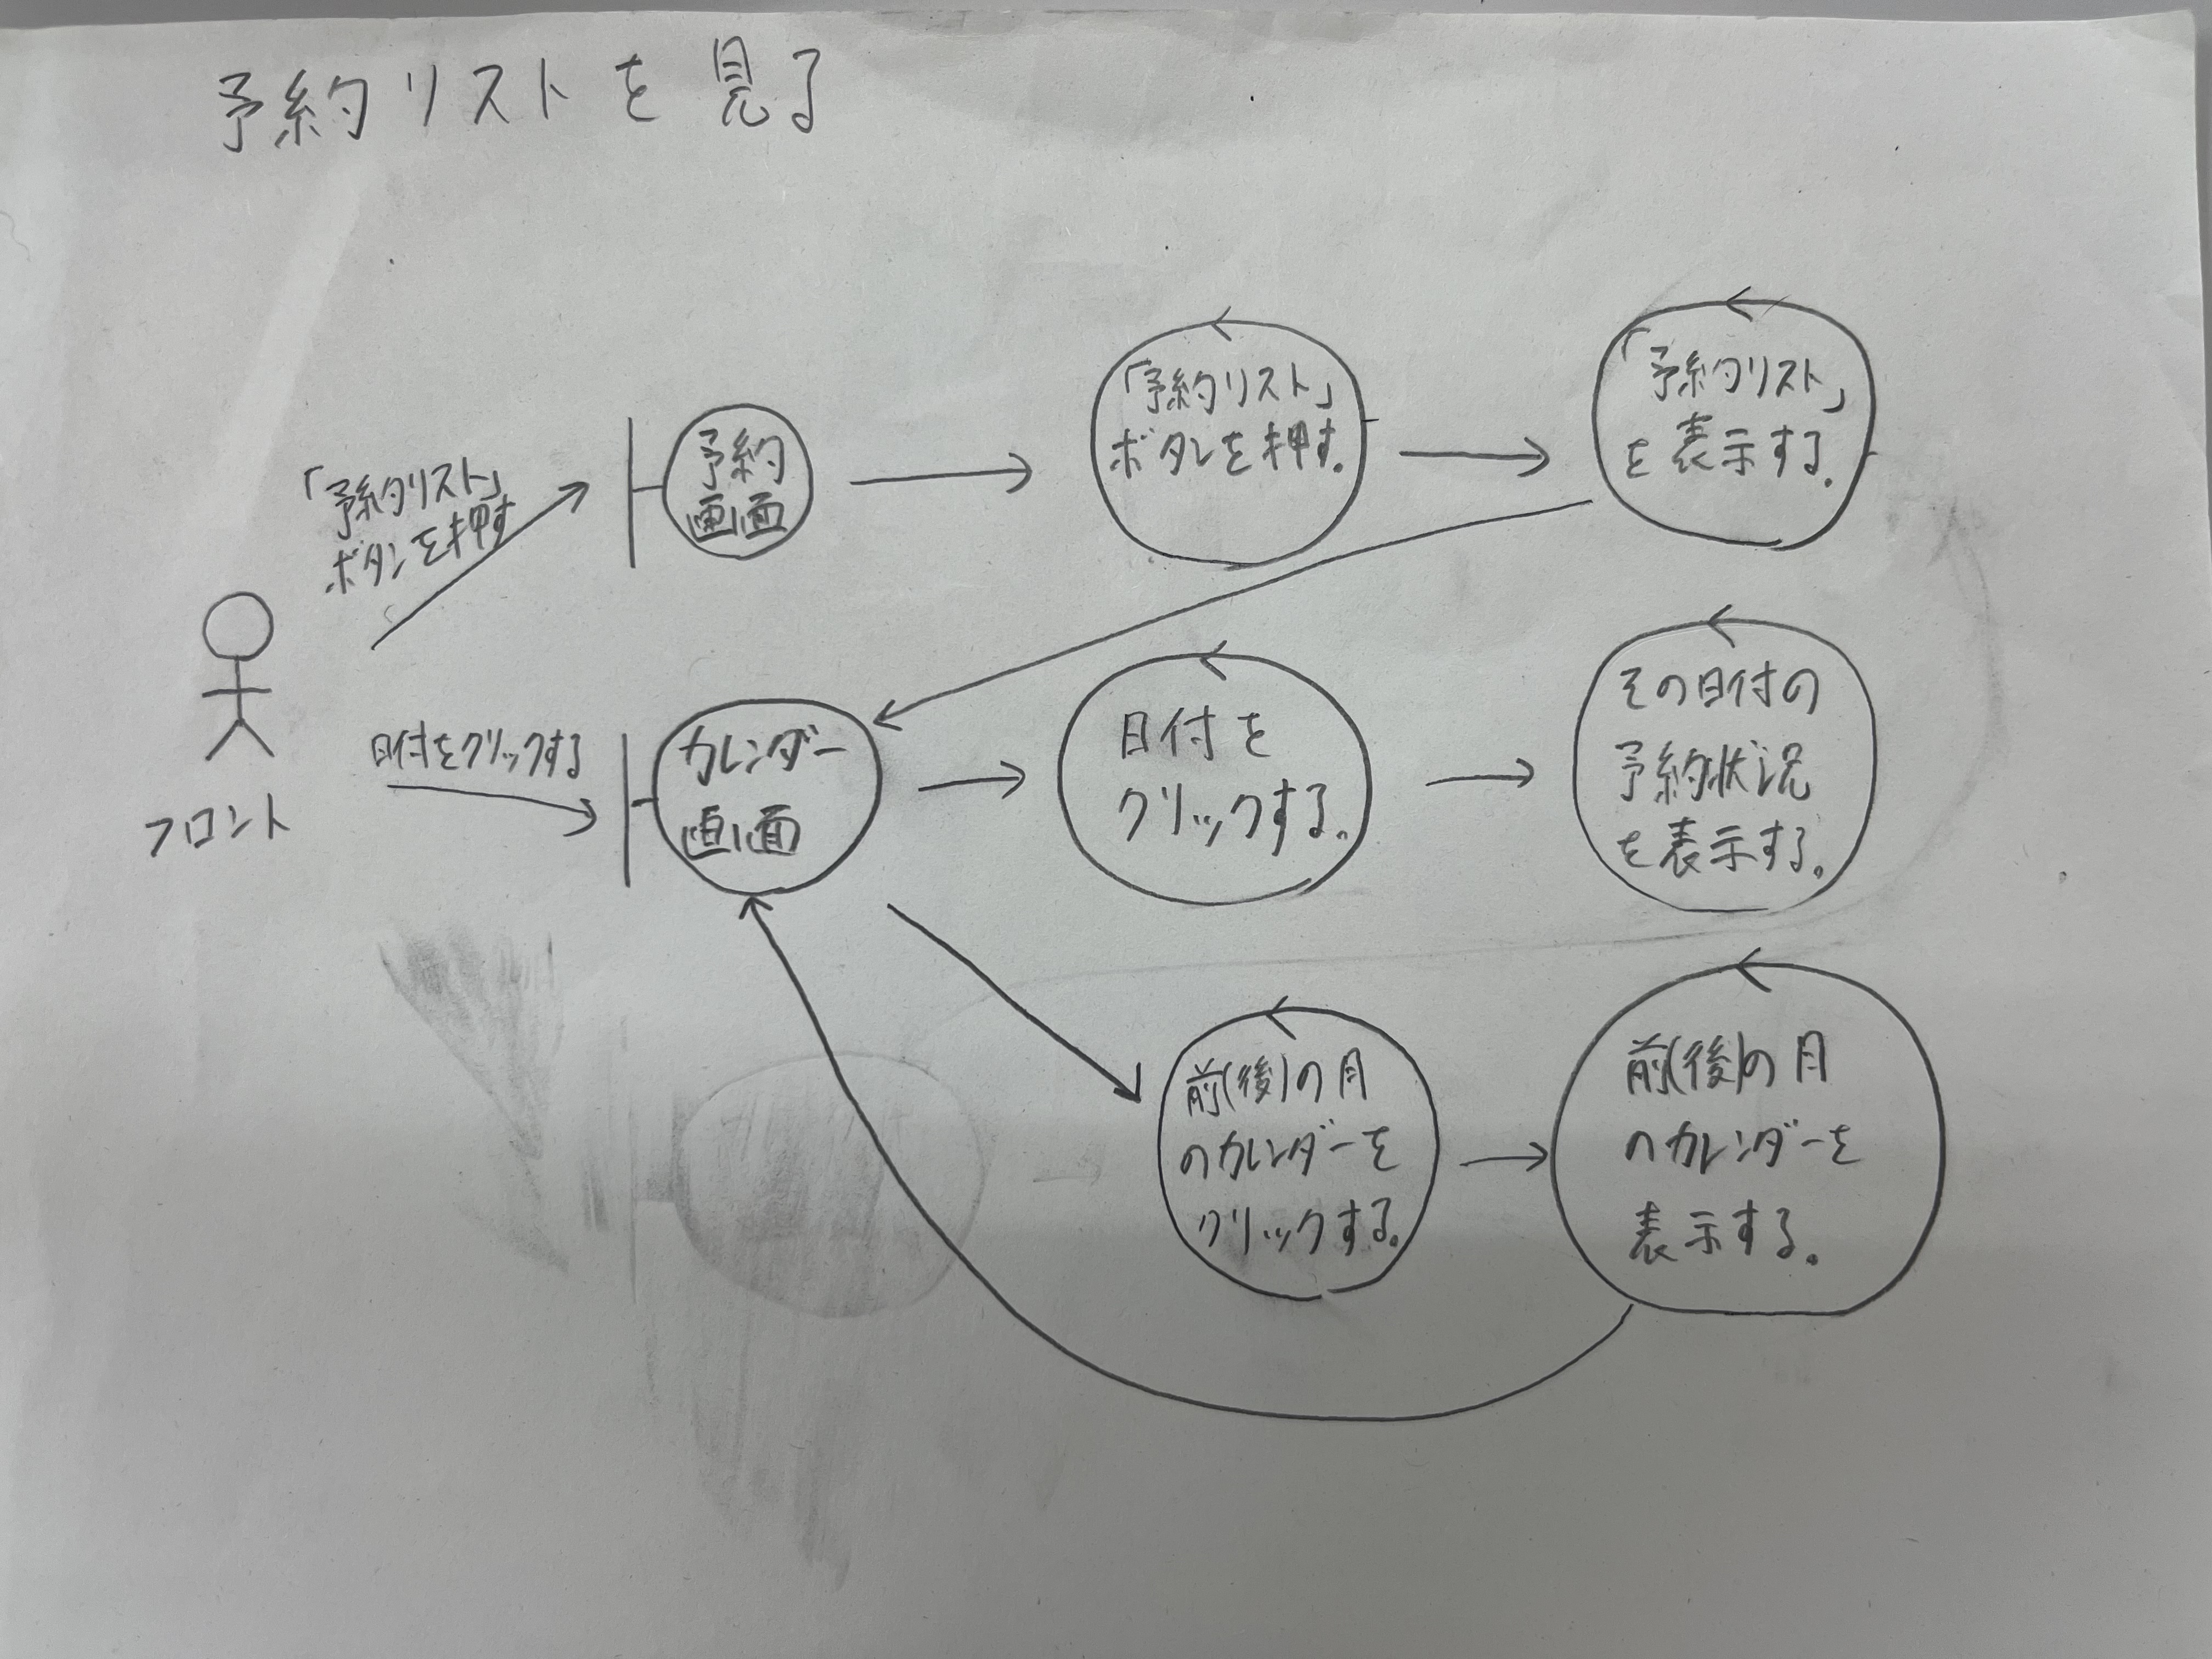 予約リストを見る
フロント
「予約リスト」
ボタンを押す
予約
画面
「予約リスト」
ボタンを押す。
「予約リスト」
を表示する。
日付をクリックする
カレンダー
画面
日付を
クリックする。
その日付の
予約状況
を表示する。
前後の月
のカレンダーを
クリックする。
前後の月
のカレンダーを
表示する。